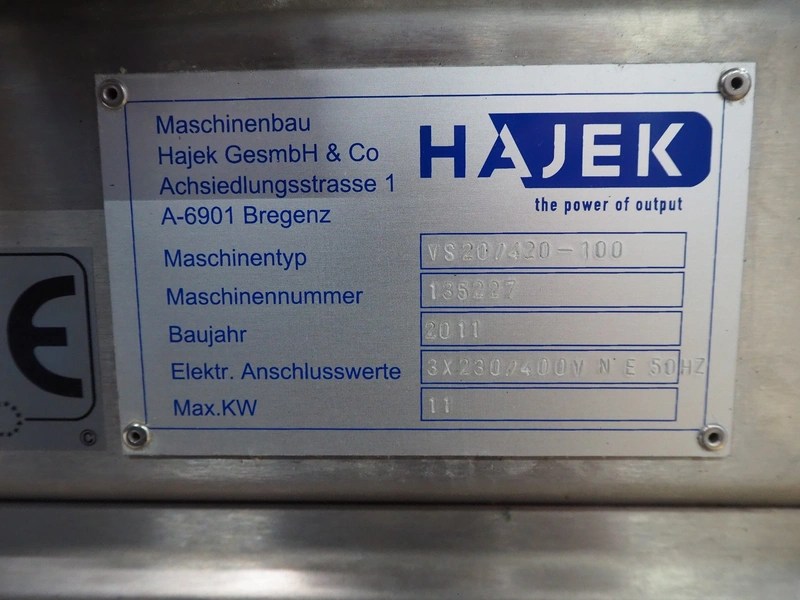 Maschinenbau
Hajek GesmbH & Co
Achsiedlungsstrasse 1
A-6901 Bregenz
HAJEK
the power of output
Maschinentyp VS20/420-100
Maschinennummer 135227
Baujahr 2011
Elektr. Anschlusswerte 3X230/400V N E 50HZ
Max.KW 11
CE
©